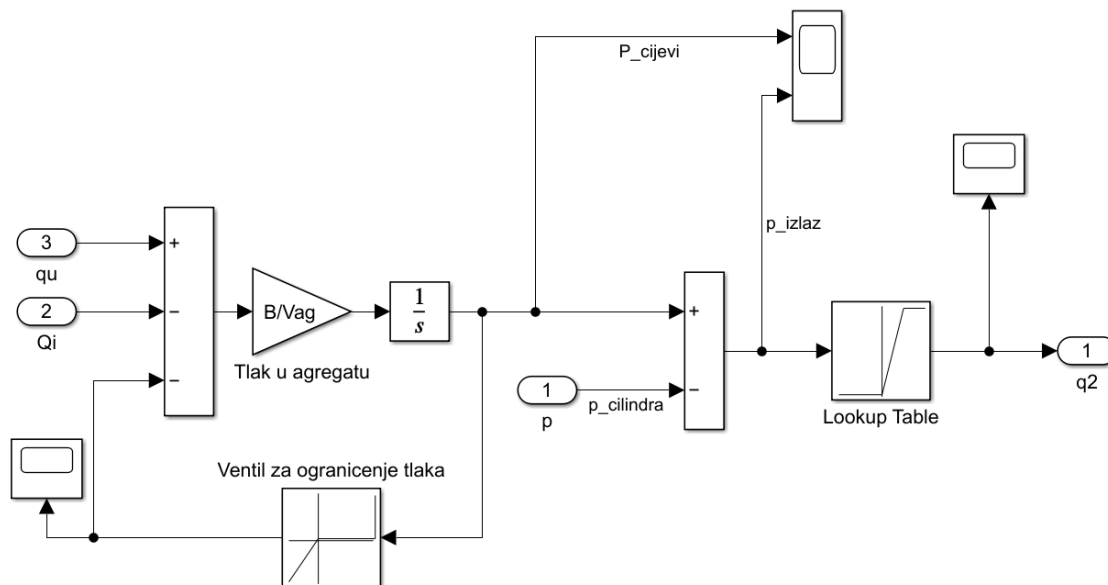 P_cijevi
p_izlaz
3
+
qu
2
−
Qi
−
B/Vag
Tlak u agregatu
1
s
+
1
−
p
p_cilindra
Lookup Table
1
q2
Ventil za ogranicenje tlaka